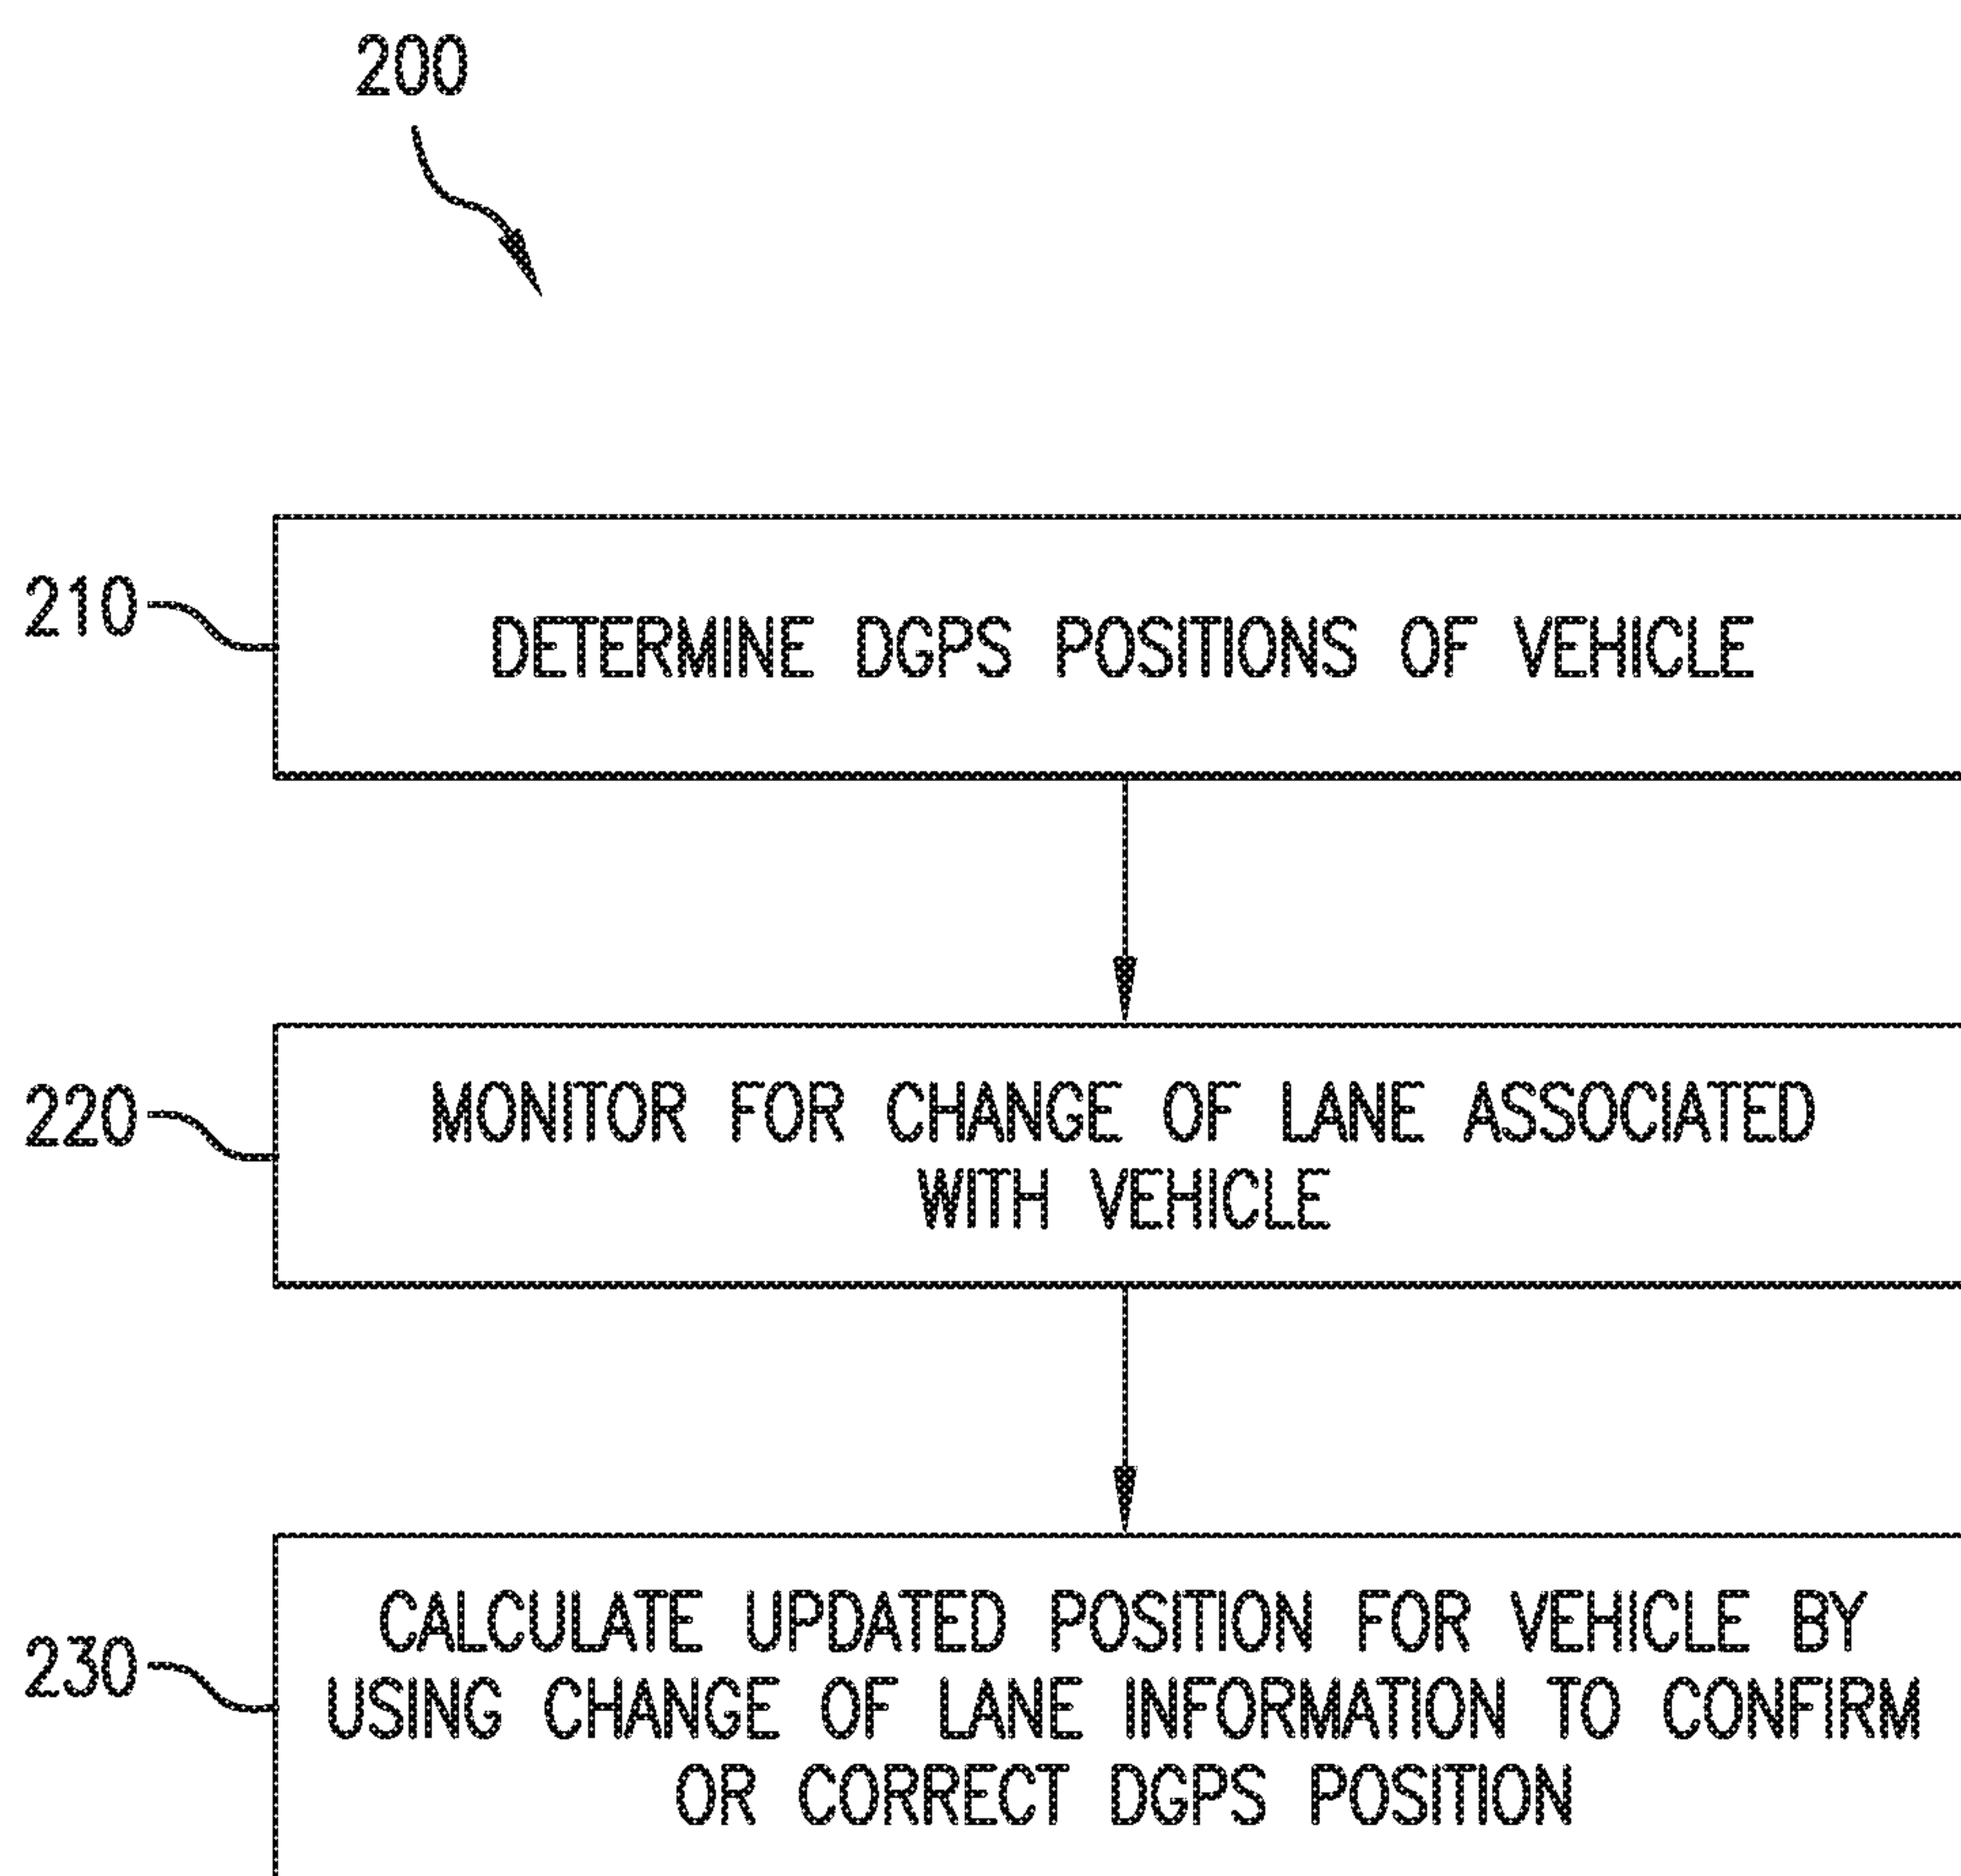 200
210
DETERMINE DGPS POSITIONS OF VEHICLE
220
MONITOR FOR CHANGE OF LANE ASSOCIATED
WITH VEHICLE
230
CALCULATE UPDATED POSITION FOR VEHICLE BY
USING CHANGE OF LANE INFORMATION TO CONFIRM
OR CORRECT DGPS POSITION